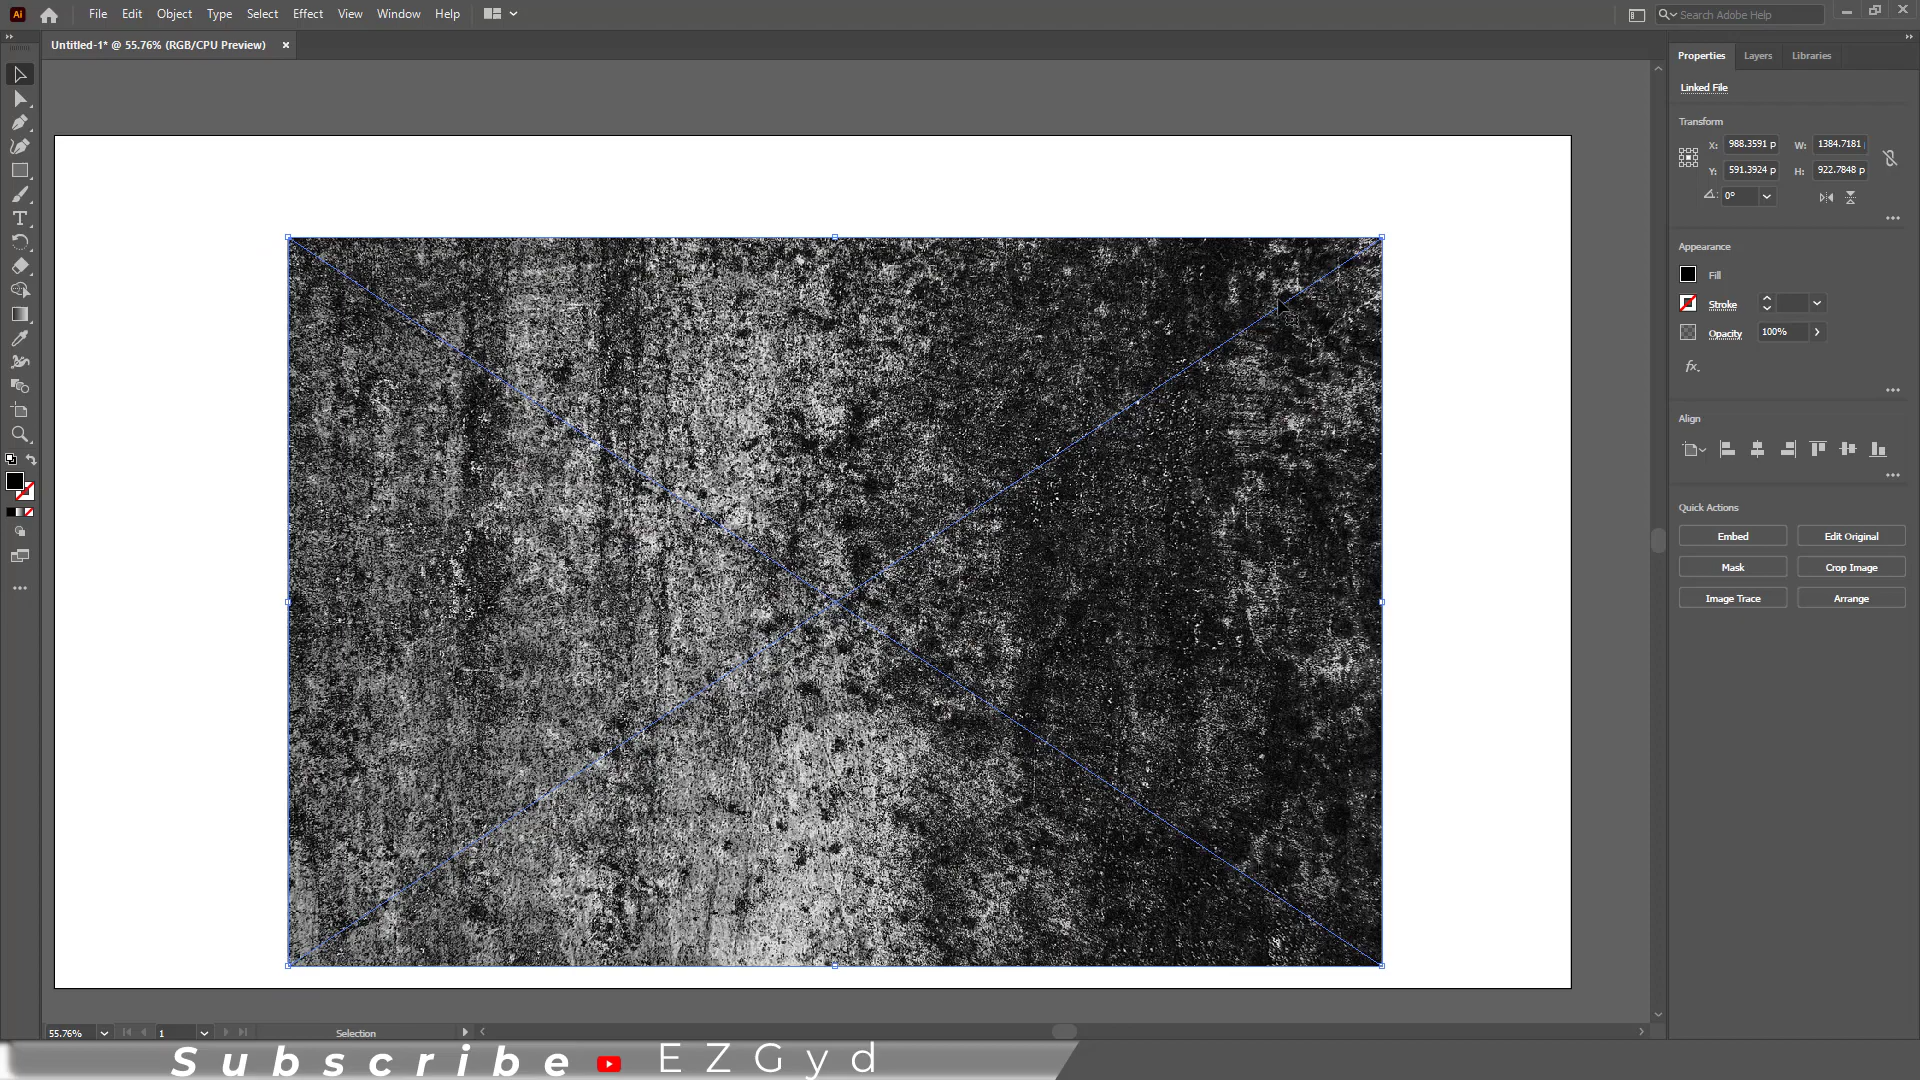 Ai File Edit Object Type Select Effect View Window Help Search Adobe Help
Untitled-1* @ 55.76% (RGB/CPU Preview) ×
Properties Layers Libraries
Linked File
Transform
X: 988.3591 p W: 1384.7181
Y: 591.3924 p H: 922.7848 p
0°
Appearance
Fill
Stroke
Opacity 100%
fx.
Align
Quick Actions
Embed Edit Original
Mask Crop Image
Image Trace Arrange
55.76% 1 Selection
Subscribe EZGyd